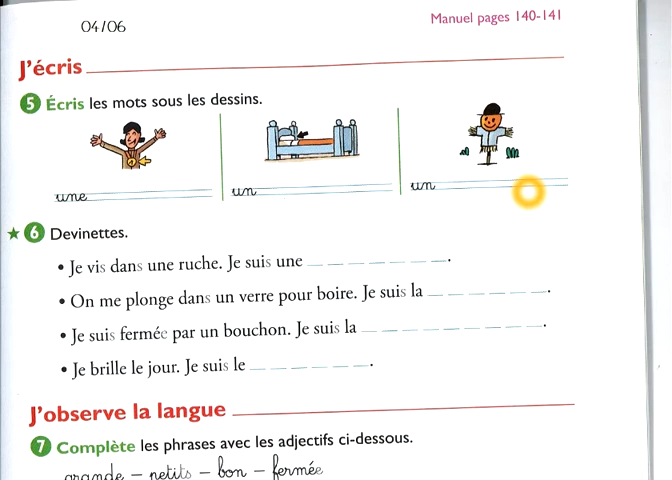 04/06
Manuel pages 140-141
J'écris
5 Écris les mots sous les dessins.
une un un
★ 6 Devinettes.
• Je vis dans une ruche. Je suis une _ _ _ _ _ _ _ _.
• On me plonge dans un verre pour boire. Je suis la _ _ _ _ _ _ _.
• Je suis fermée par un bouchon. Je suis la _ _ _ _ _ _ _ _ _ _.
• Je brille le jour. Je suis le _ _ _ _ _ _ _.
J'observe la langue
7 Complète les phrases avec les adjectifs ci-dessous.
grande – petits – bon – fermée